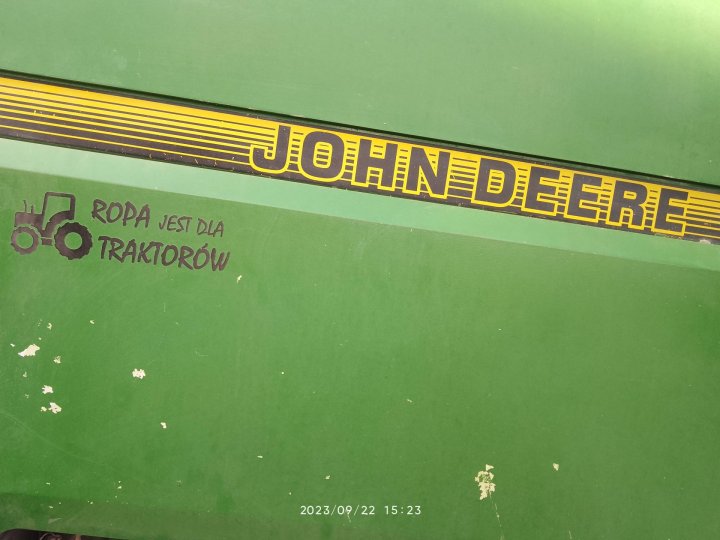 JOHN DEERE
ROPA JEST DLA
TRAKTORÓW
2023/09/22 15:23